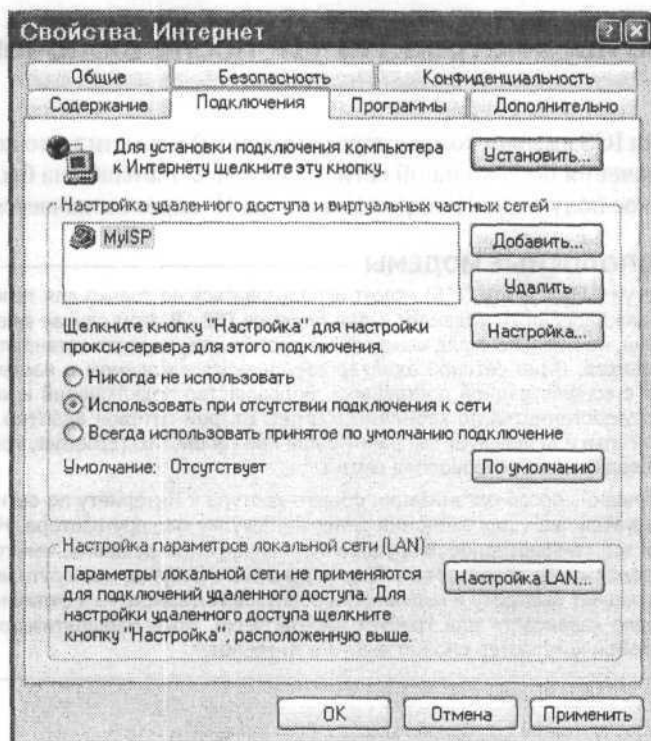 Свойства: Интернет
Общие
Безопасность
Конфиденциальность
Содержание
Подключения
Программы
Дополнительно
Для установки подключения компьютера
к Интернету щелкните эту кнопку.
Установить...
Настройка удаленного доступа и виртуальных частных сетей
MyISP
Добавить...
Удалить
Щелкните кнопку "Настройка" для настройки
прокси-сервера для этого подключения.
Настройка...
Никогда не использовать
Использовать при отсутствии подключения к сети
Всегда использовать принятое по умолчанию подключение
Умолчание: Отсутствует
По умолчанию
Настройка параметров локальной сети (LAN)
Параметры локальной сети не применяются
для подключений удаленного доступа. Для
настройки удаленного доступа щелкните
кнопку "Настройка", расположенную выше.
Настройка LAN...
OK
Отмена
Применить